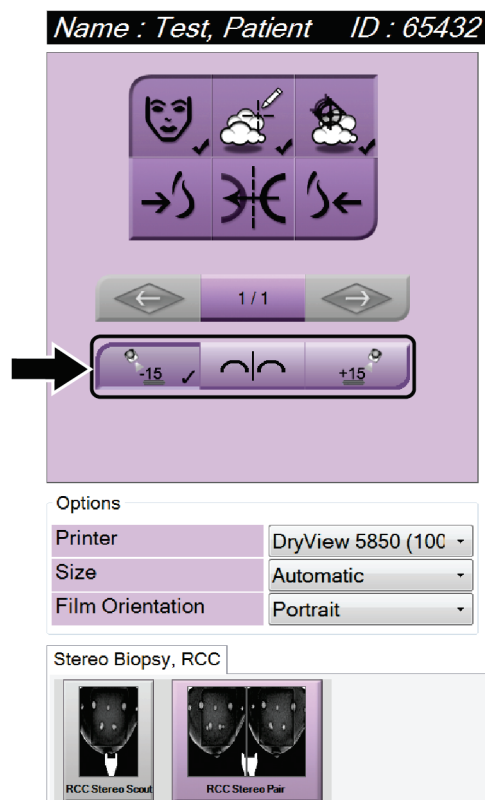 Name : Test, Patient ID : 65432
1 / 1
-15 +15
Options
Printer DryView 5850 (100
Size Automatic
Film Orientation Portrait
Stereo Biopsy, RCC
RCC Stereo Scout RCC Stereo Pair